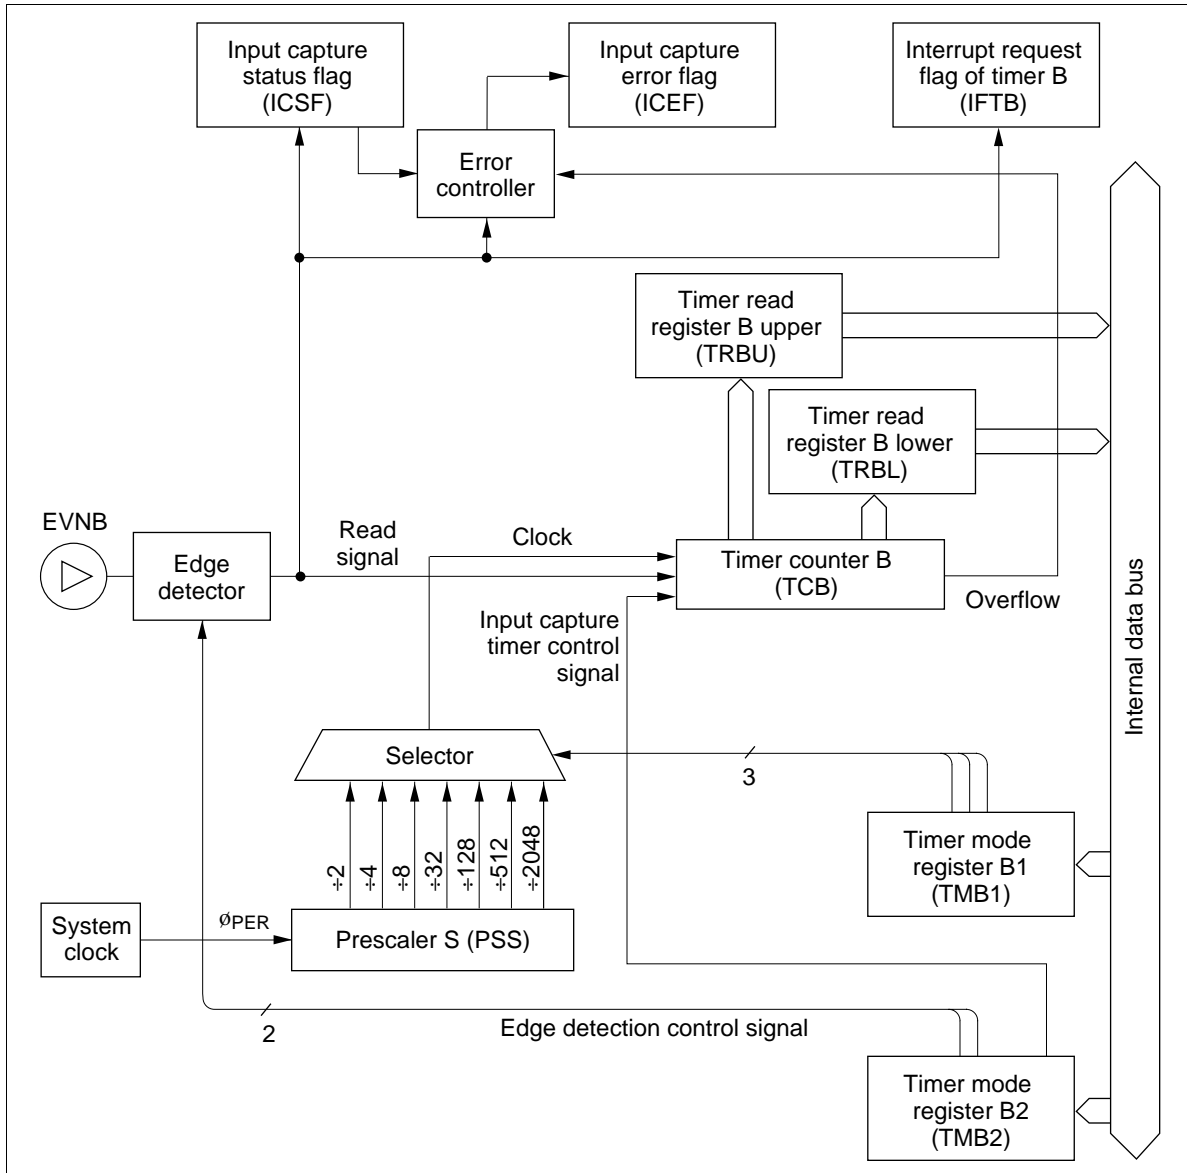 Input capture
status flag
(ICSF)
Input capture
error flag
(ICEF)
Interrupt request
flag of timer B
(IFTB)
Error
controller
Timer read
register B upper
(TRBU)
Timer read
register B lower
(TRBL)
EVNB
Edge
detector
Read
signal
Clock
Timer counter B
(TCB)
Overflow
Input capture
timer control
signal
Internal data bus
Selector
3
÷2
÷4
÷8
÷32
÷128
÷512
÷2048
Timer mode
register B1
(TMB1)
System
clock
øPER
Prescaler S (PSS)
2
Edge detection control signal
Timer mode
register B2
(TMB2)